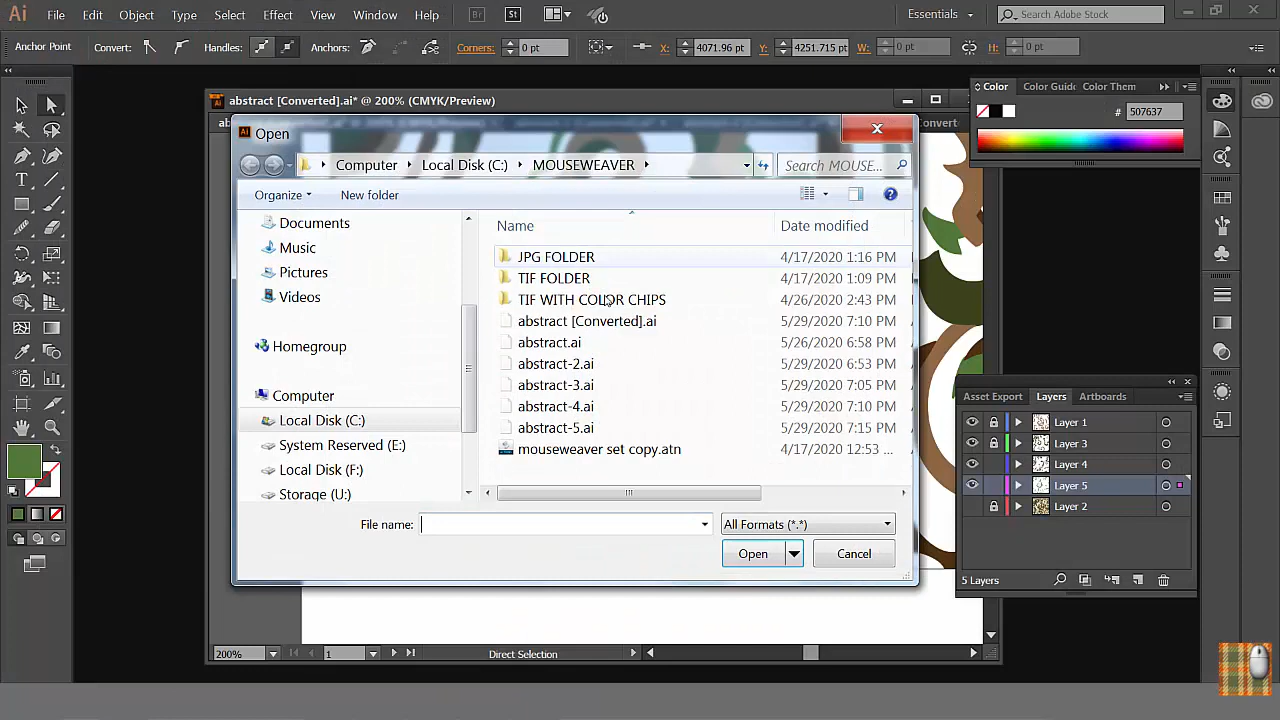 Ai File Edit Object Type Select Effect View Window Help Br St Essentials Search Adobe Stock
Anchor Point Convert: Handles: Anchors: Corners: 0 pt X: 4071.96 pt Y: 4251.715 pt W: 0 pt H: 0 pt
Color Color Guid Color Them
abstract [Converted].ai* @ 200% (CMYK/Preview)
# 507637
Open
Computer Local Disk (C:) MOUSEWEAVER Search MOUSE...
Organize New folder
Documents
Music
Pictures
Videos
Homegroup
Computer
Local Disk (C:)
System Reserved (E:)
Local Disk (F:)
Storage (U:)
Name Date modified
JPG FOLDER 4/17/2020 1:16 PM
TIF FOLDER 4/17/2020 1:09 PM
TIF WITH COLOR CHIPS 4/26/2020 2:43 PM
abstract [Converted].ai 5/29/2020 7:10 PM
abstract.ai 5/26/2020 6:58 PM
abstract-2.ai 5/29/2020 6:53 PM
abstract-3.ai 5/29/2020 7:05 PM
abstract-4.ai 5/29/2020 7:10 PM
abstract-5.ai 5/29/2020 7:15 PM
mouseweaver set copy.atn 4/17/2020 12:53 ...
File name: All Formats (*.*)
Open Cancel
Asset Export Layers Artboards
Layer 1
Layer 3
Layer 4
Layer 5
Layer 2
5 Layers
200% 1 Direct Selection